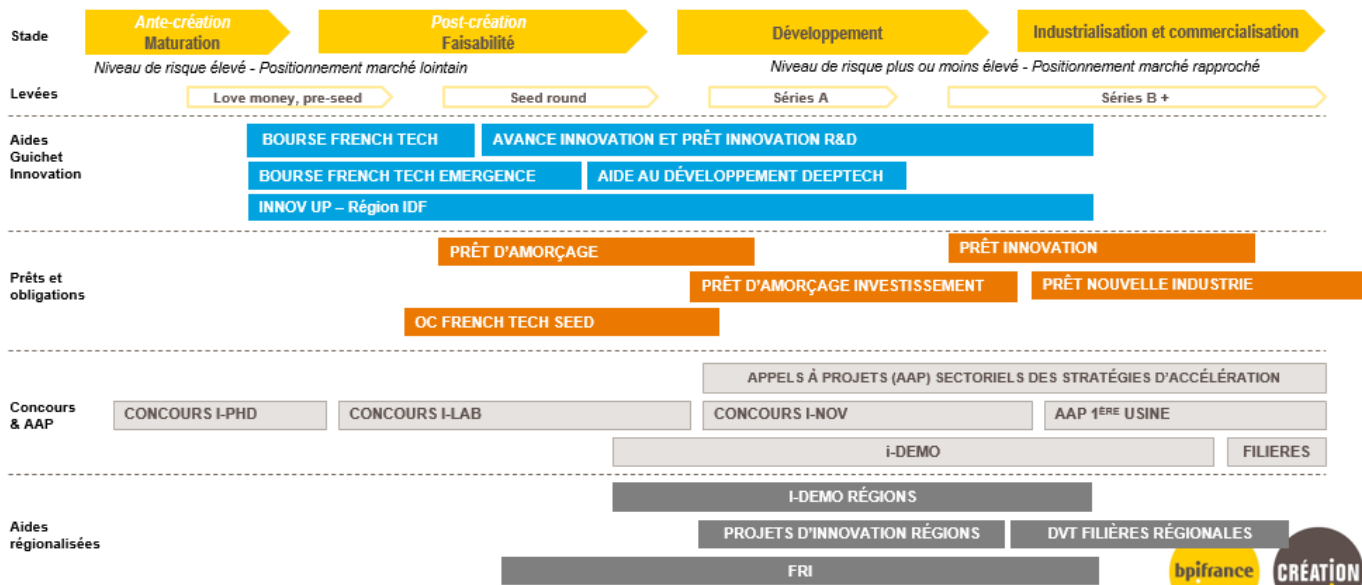 Stade
Ante-création
Maturation
Post-création
Faisabilité
Développement
Industrialisation et commercialisation
Niveau de risque élevé - Positionnement marché lointain
Niveau de risque plus ou moins élevé - Positionnement marché rapproché
Levées
Love money, pre-seed
Seed round
Séries A
Séries B +
Aides
Guichet
Innovation
BOURSE FRENCH TECH
AVANCE INNOVATION ET PRÊT INNOVATION R&D
BOURSE FRENCH TECH EMERGENCE
AIDE AU DÉVELOPPEMENT DEEPTECH
INNOV UP – Région IDF
Prêts et
obligations
PRÊT D'AMORÇAGE
PRÊT INNOVATION
PRÊT D'AMORÇAGE INVESTISSEMENT
PRÊT NOUVELLE INDUSTRIE
OC FRENCH TECH SEED
Concours
& AAP
APPELS À PROJETS (AAP) SECTORIELS DES STRATÉGIES D'ACCÉLÉRATION
CONCOURS I-PHD
CONCOURS I-LAB
CONCOURS I-NOV
AAP 1ÈRE USINE
i-DEMO
FILIERES
Aides
régionalisées
I-DEMO RÉGIONS
PROJETS D'INNOVATION RÉGIONS
DVT FILIÈRES RÉGIONALES
FRI
bpifrance
CRÉATION